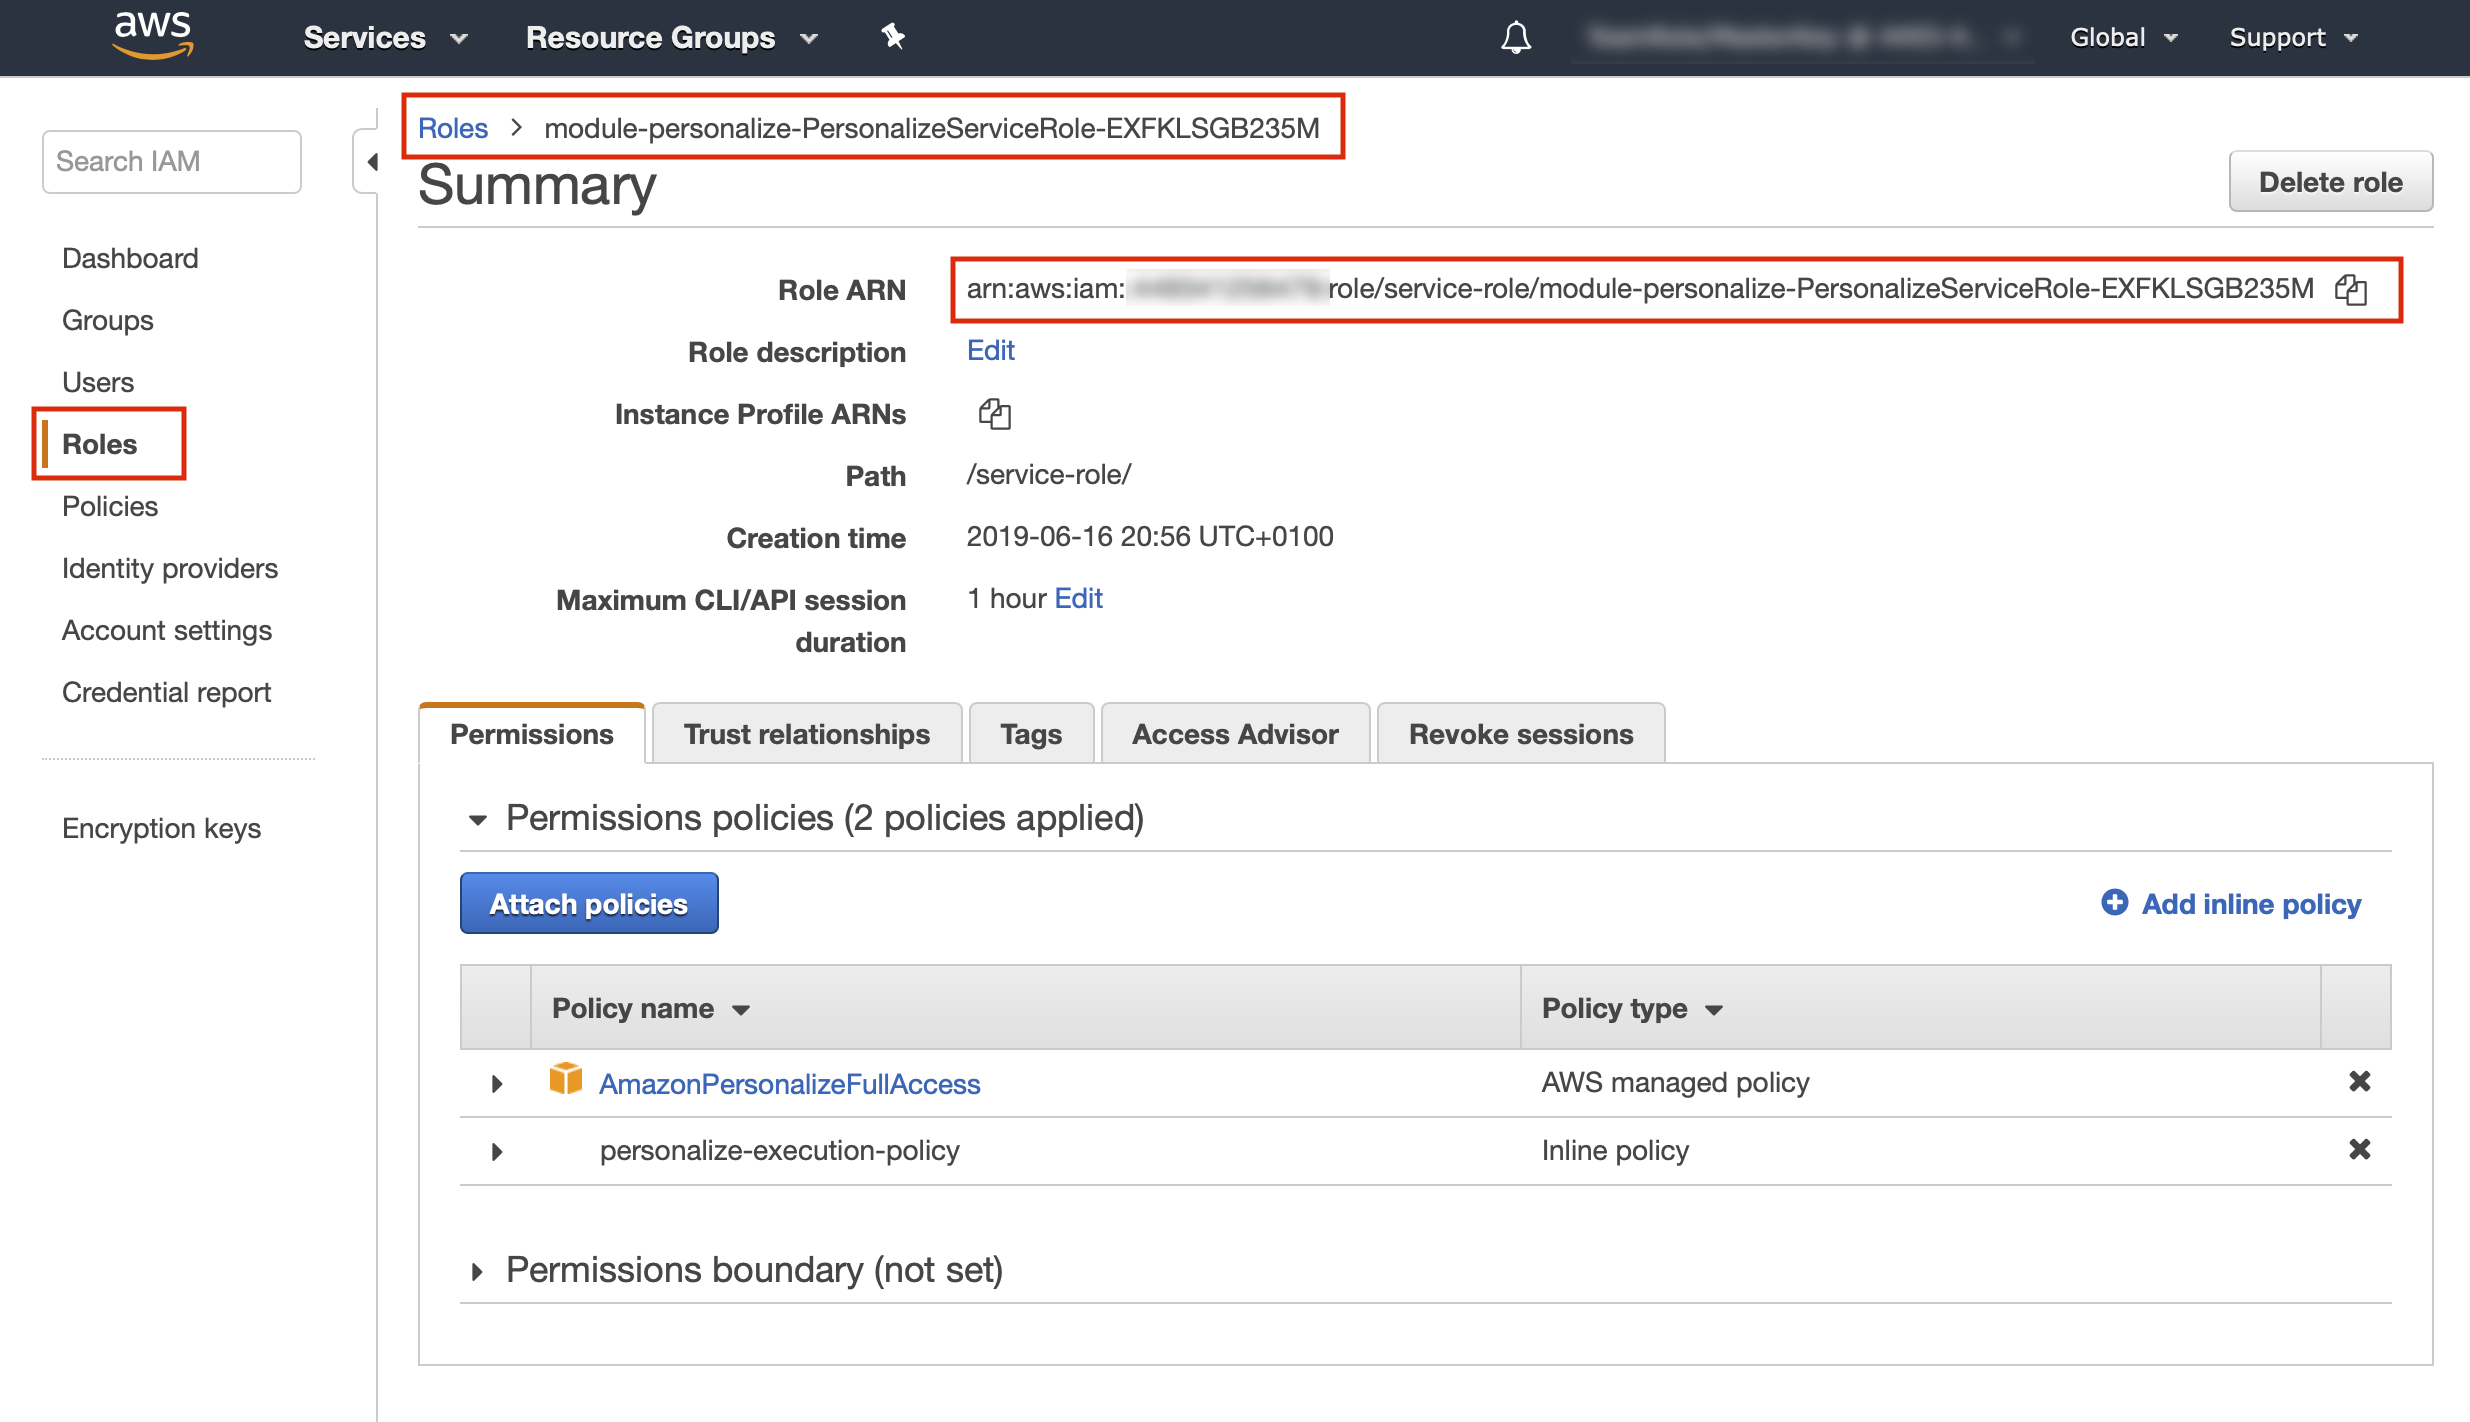 aws Services Resource Groups Global Support
Search IAM
Dashboard
Groups
Users
Roles
Policies
Identity providers
Account settings
Credential report
Encryption keys
Roles > module-personalize-PersonalizeServiceRole-EXFKLSGB235M
Summary
Delete role
Role ARN arn:aws:iam: role/service-role/module-personalize-PersonalizeServiceRole-EXFKLSGB235M
Role description Edit
Instance Profile ARNs
Path /service-role/
Creation time 2019-06-16 20:56 UTC+0100
Maximum CLI/API session 1 hour Edit
duration
Permissions Trust relationships Tags Access Advisor Revoke sessions
Permissions policies (2 policies applied)
Attach policies Add inline policy
Policy name Policy type
AmazonPersonalizeFullAccess AWS managed policy
personalize-execution-policy Inline policy
Permissions boundary (not set)